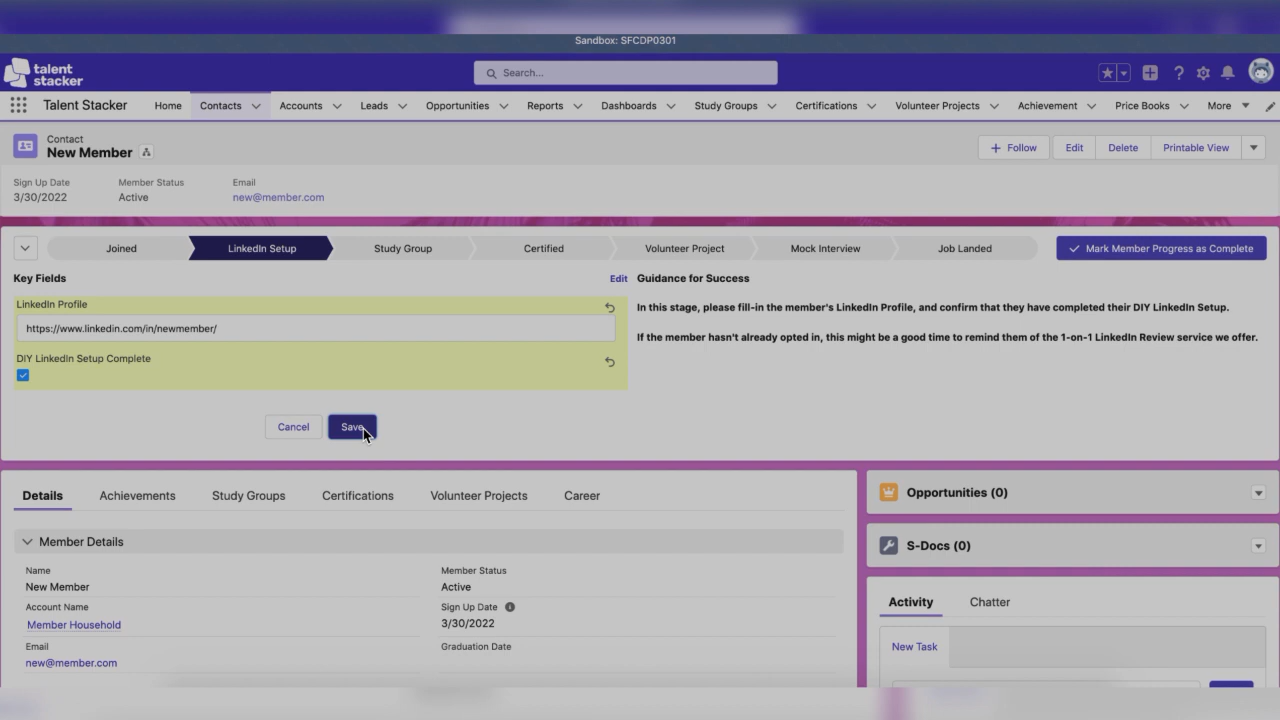 Sandbox: SFCDP0301
talent
stacker
Search...
Talent Stacker Home Contacts Accounts Leads Opportunities Reports Dashboards Study Groups Certifications Volunteer Projects Achievement Price Books More
Contact
New Member
Follow Edit Delete Printable View
Sign Up Date Member Status Email
3/30/2022 Active new@member.com
Joined LinkedIn Setup Study Group Certified Volunteer Project Mock Interview Job Landed Mark Member Progress as Complete
Key Fields Edit Guidance for Success
LinkedIn Profile
https://www.linkedin.com/in/newmember/
DIY LinkedIn Setup Complete
In this stage, please fill-in the member's LinkedIn Profile, and confirm that they have completed their DIY LinkedIn Setup.
If the member hasn't already opted in, this might be a good time to remind them of the 1-on-1 LinkedIn Review service we offer.
Cancel Save
Details Achievements Study Groups Certifications Volunteer Projects Career
Member Details
Name
New Member
Account Name
Member Household
Email
new@member.com
Member Status
Active
Sign Up Date
3/30/2022
Graduation Date
Opportunities (0)
S-Docs (0)
Activity Chatter
New Task